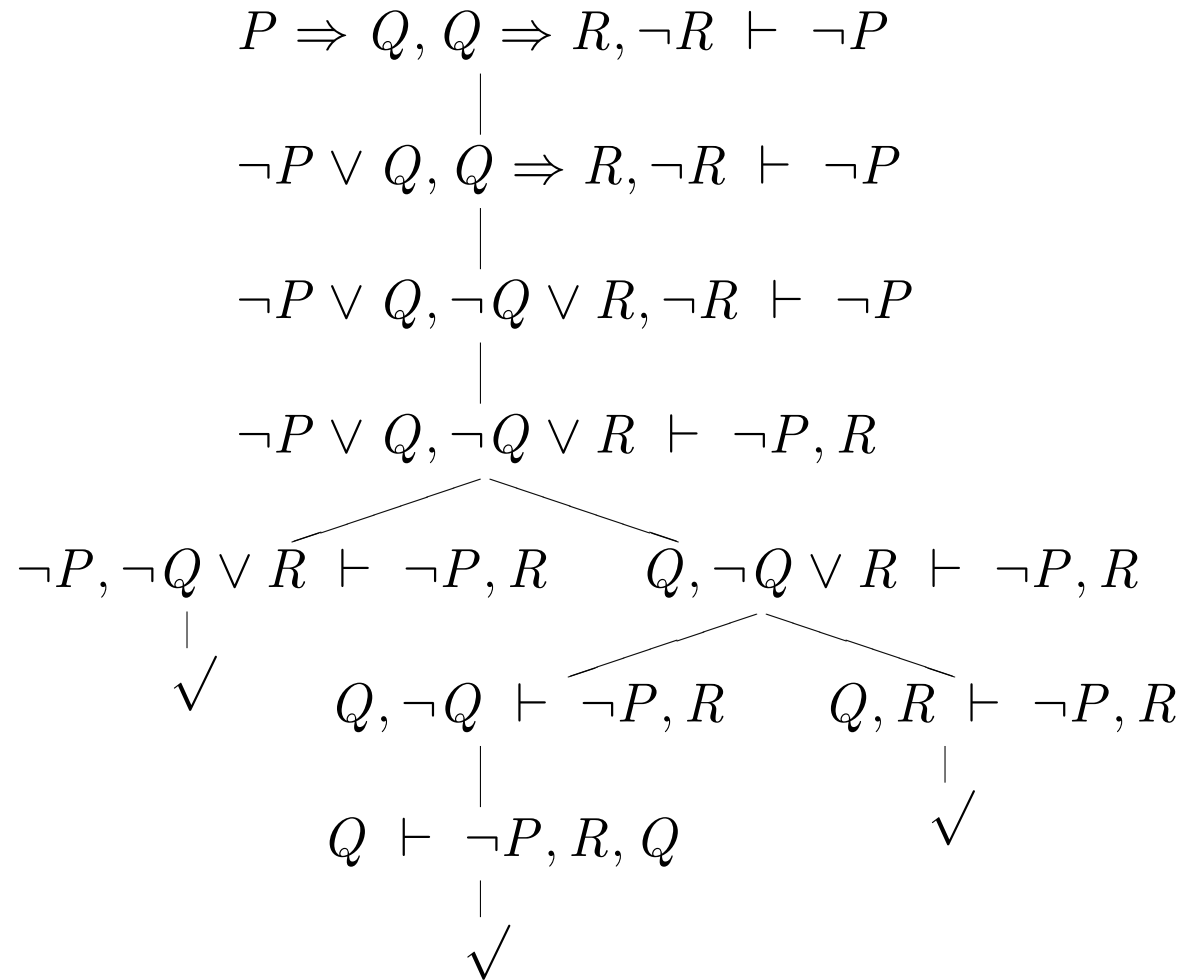 P ⇒ Q, Q ⇒ R, ¬R ⊢ ¬P
¬P ∨ Q, Q ⇒ R, ¬R ⊢ ¬P
¬P ∨ Q, ¬Q ∨ R, ¬R ⊢ ¬P
¬P ∨ Q, ¬Q ∨ R ⊢ ¬P, R
¬P, ¬Q ∨ R ⊢ ¬P, R
Q, ¬Q ∨ R ⊢ ¬P, R
√
Q, ¬Q ⊢ ¬P, R
Q, R ⊢ ¬P, R
Q ⊢ ¬P, R, Q
√
√